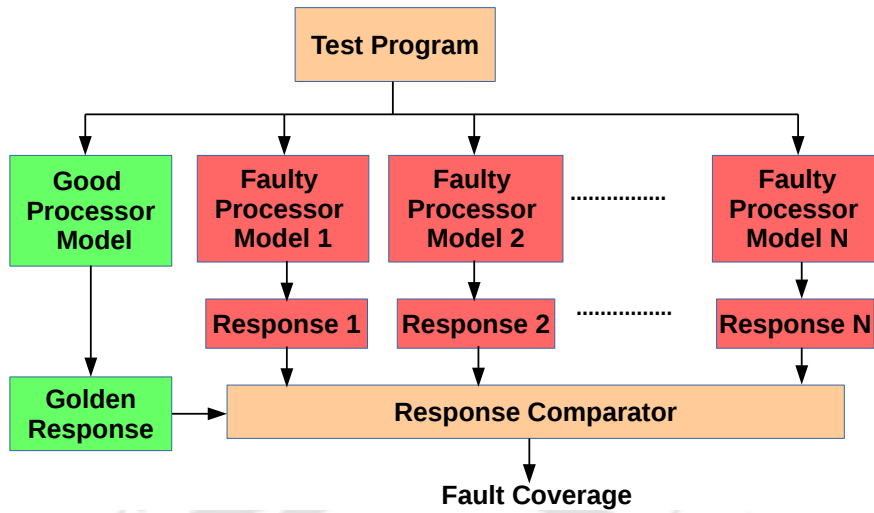 Test Program
Good
Processor
Model
Faulty
Processor
Model 1
Faulty
Processor
Model 2
................
Faulty
Processor
Model N
Response 1
Response 2
................
Response N
Golden
Response
Response Comparator
Fault Coverage